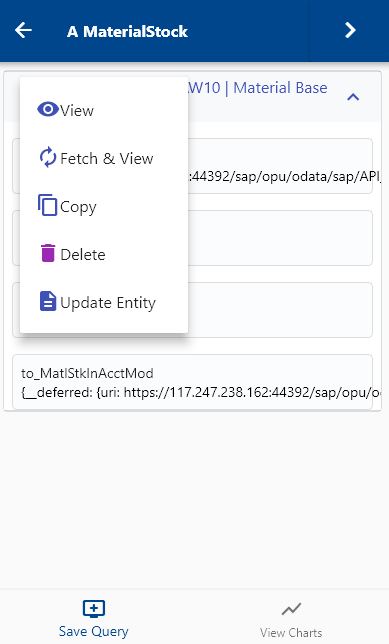 A MaterialStock
W10 | Material Base
View
:44392/sap/opu/odata/sap/API_
Fetch & View
Copy
Delete
Update Entity
to_MatlStkInAcctMod
{__deferred: {uri: https://117.247.238.162:44392/sap/opu/o
Save Query
View Charts